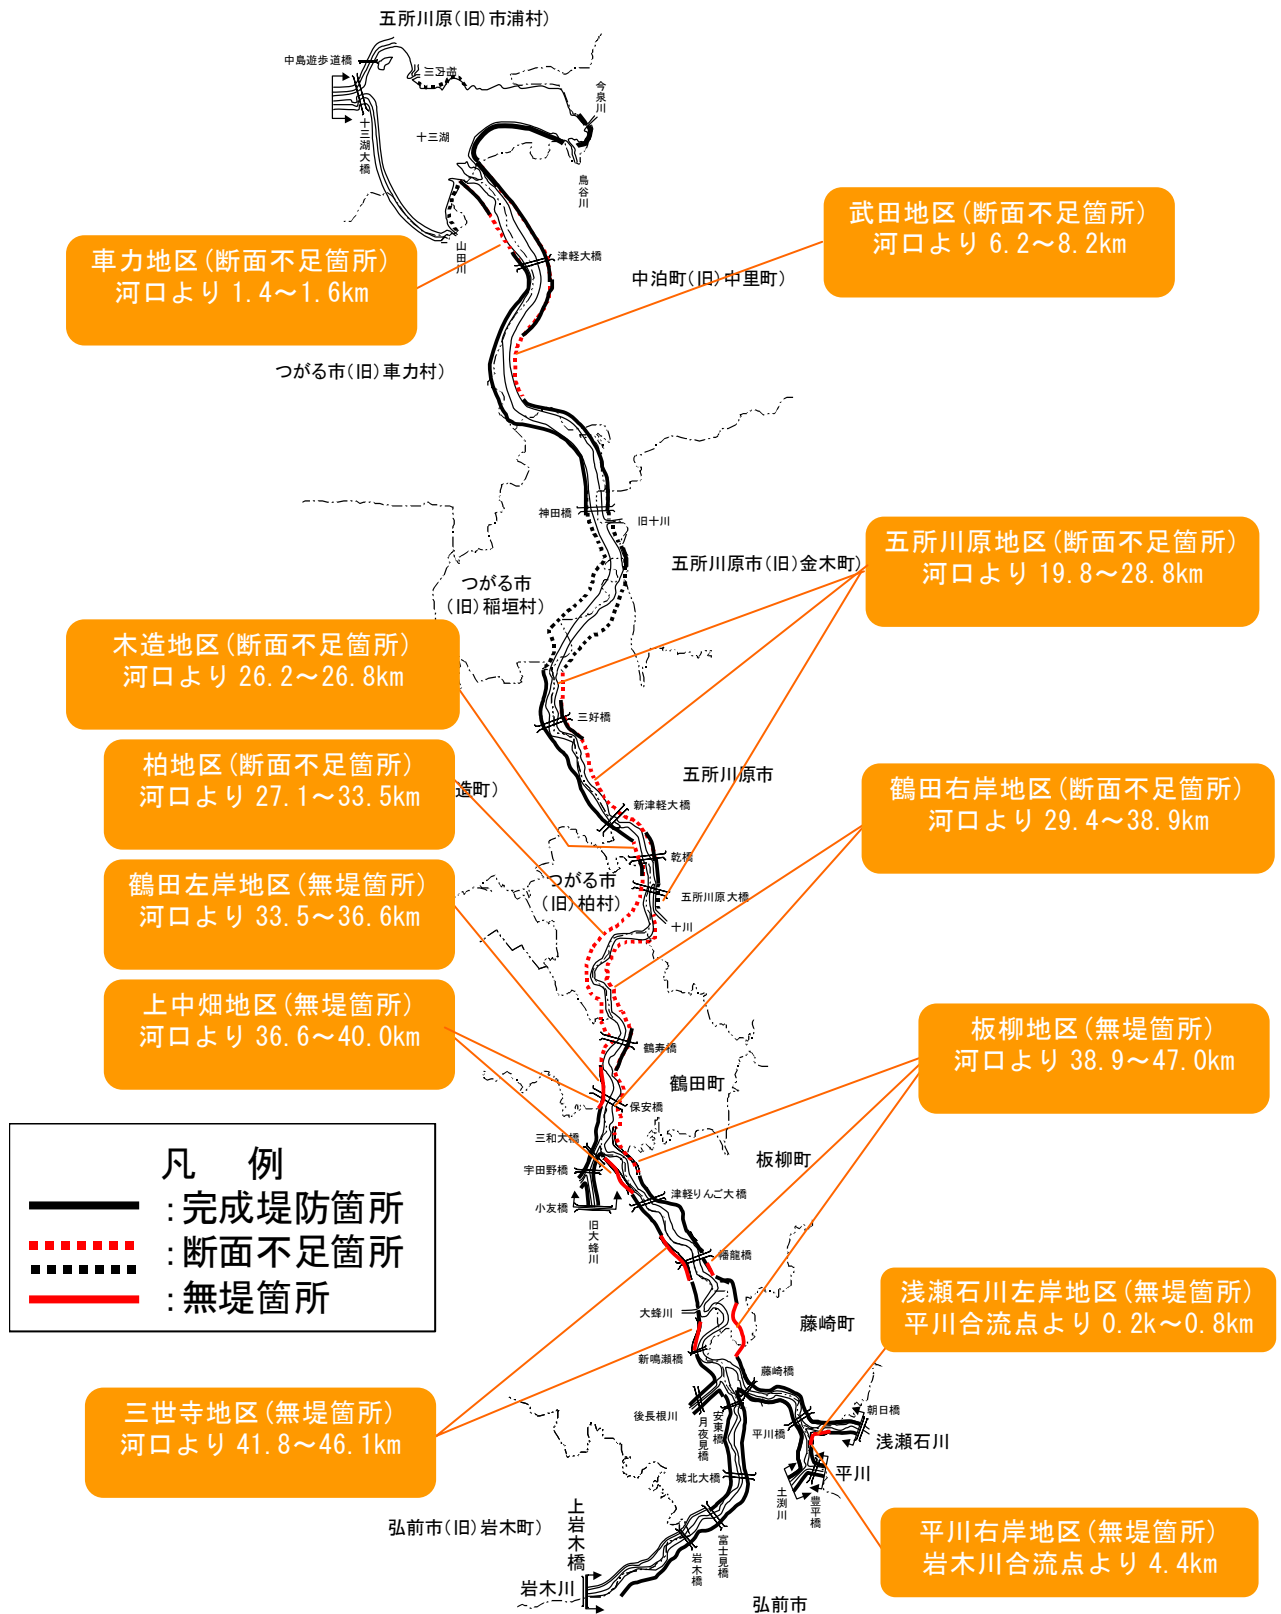 五所川原(旧)市浦村)
中島遊歩道橋
今泉川
十三湖
十三湖大橋
鳥谷川
山田川
津軽大橋
武田地区(断面不足箇所)
河口より 6.2～8.2km
車力地区(断面不足箇所)
河口より 1.4～1.6km
中泊町(旧)中里町)
つがる市(旧)車力村)
神田橋
旧十川
五所川原地区(断面不足箇所)
河口より 19.8～28.8km
五所川原市(旧)金木町)
つがる市
(旧)稲垣村)
木造地区(断面不足箇所)
河口より 26.2～26.8km
三好橋
柏地区(断面不足箇所)
河口より 27.1～33.5km
造町)
五所川原市
新津軽大橋
鶴田右岸地区(断面不足箇所)
河口より 29.4～38.9km
乾橋
鶴田左岸地区(無堤箇所)
河口より 33.5～36.6km
つがる市
(旧)柏村)
五所川原大橋
十川
上中畑地区(無堤箇所)
河口より 36.6～40.0km
板柳地区(無堤箇所)
河口より 38.9～47.0km
鶴寿橋
鶴田町
保安橋
三和大橋
板柳町
宇田野橋
津軽りんご大橋
小友橋
旧大蜂川
凡 例
:完成堤防箇所
:断面不足箇所
:無堤箇所
幡龍橋
大蜂川
藤崎町
浅瀬石川左岸地区(無堤箇所)
平川合流点より 0.2k～0.8km
新鳴瀬橋
藤崎橋
三世寺地区(無堤箇所)
河口より 41.8～46.1km
後長根川
月夜見橋
安東橋
平川橋
朝日橋
浅瀬石川
平川
城北大橋
土渕川
豊平橋
上岩木橋
弘前市(旧)岩木町)
富士見橋
岩木橋
平川右岸地区(無堤箇所)
岩木川合流点より 4.4km
岩木川
弘前市